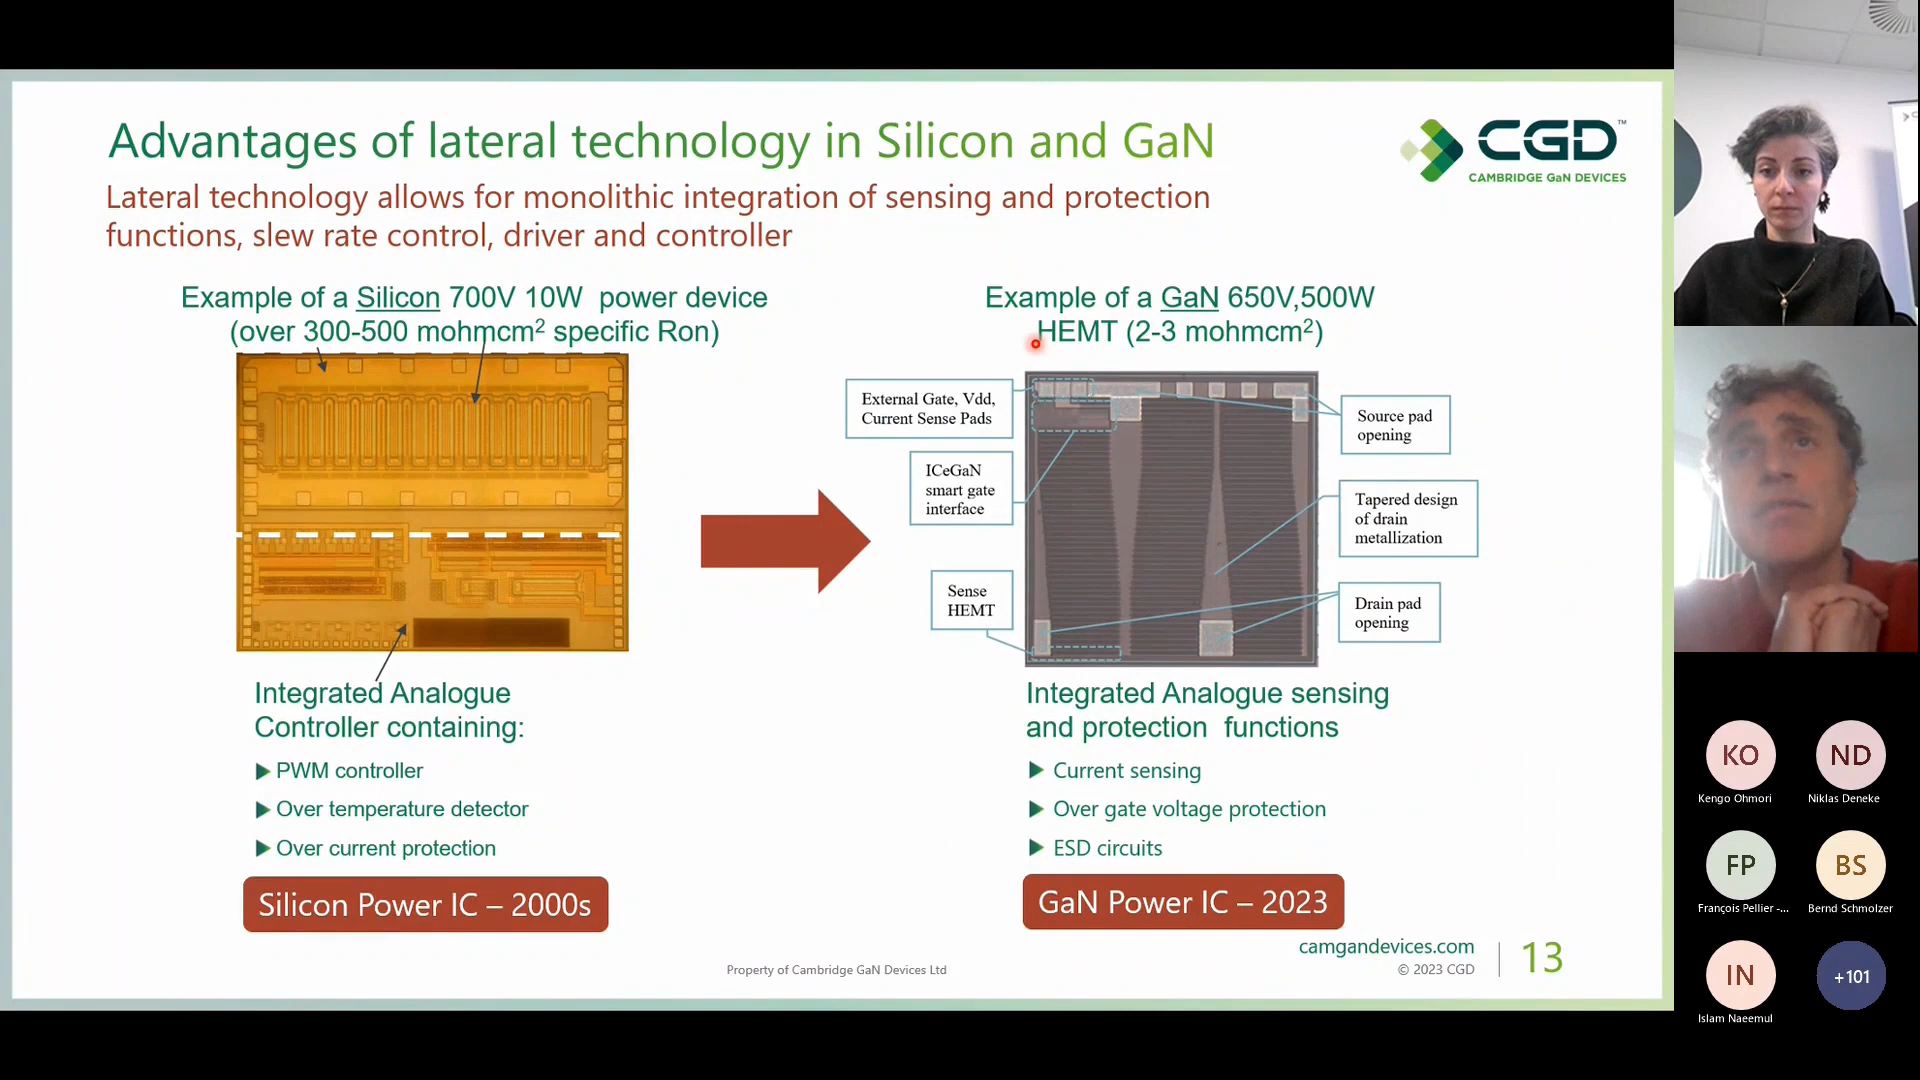 Advantages of lateral technology in Silicon and GaN
CGD™
CAMBRIDGE GaN DEVICES
Lateral technology allows for monolithic integration of sensing and protection
functions, slew rate control, driver and controller
Example of a Silicon 700V 10W power device
(over 300-500 mohmcm² specific Ron)
Example of a GaN 650V,500W
HEMT (2-3 mohmcm²)
External Gate, Vdd,
Current Sense Pads
ICeGaN
smart gate
interface
Sense
HEMT
Source pad
opening
Tapered design
of drain
metallization
Drain pad
opening
Integrated Analogue
Controller containing:
PWM controller
Over temperature detector
Over current protection
Silicon Power IC – 2000s
Integrated Analogue sensing
and protection functions
Current sensing
Over gate voltage protection
ESD circuits
GaN Power IC – 2023
Property of Cambridge GaN Devices Ltd
camgandevices.com
© 2023 CGD
13
KO
Kengo Ohmori
ND
Niklas Deneke
FP
François Pellier -...
BS
Bernd Schmolzer
IN
Islam Naeemul
+101